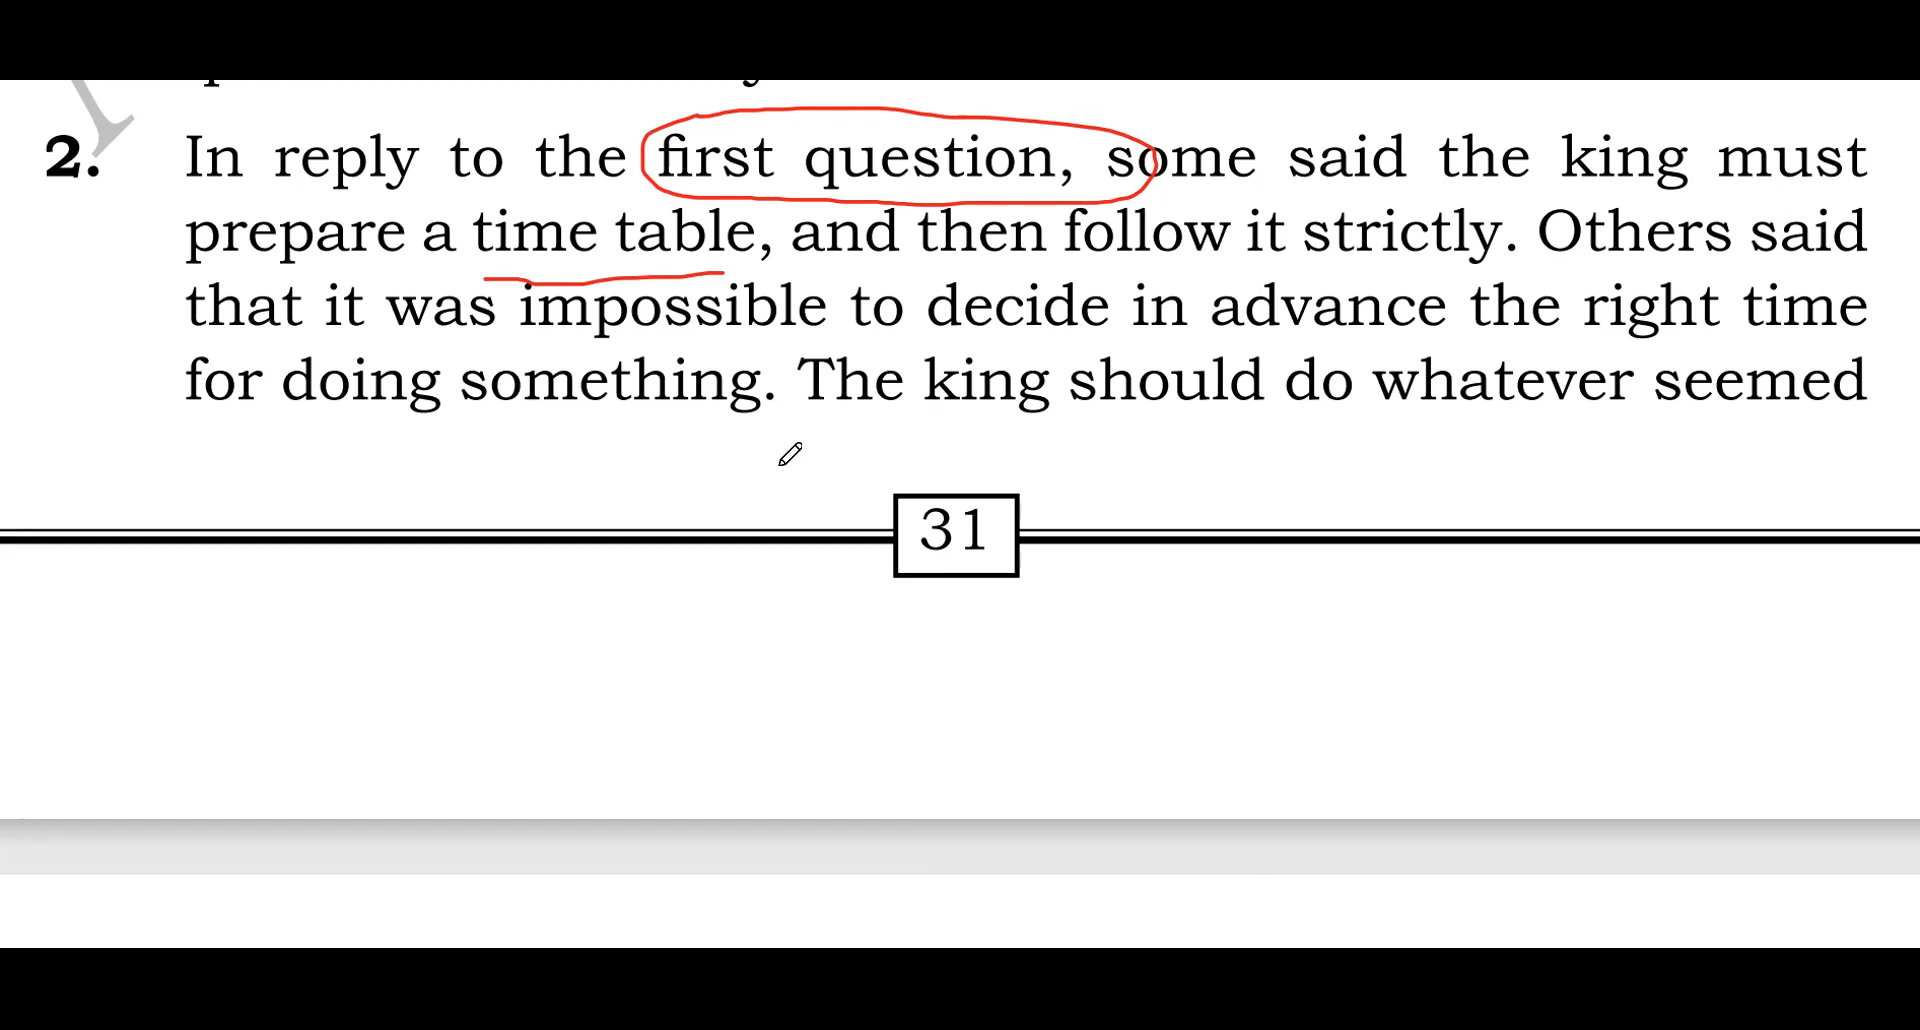 2. In reply to the first question, some said the king must
prepare a time table, and then follow it strictly. Others said
that it was impossible to decide in advance the right time
for doing something. The king should do whatever seemed
31